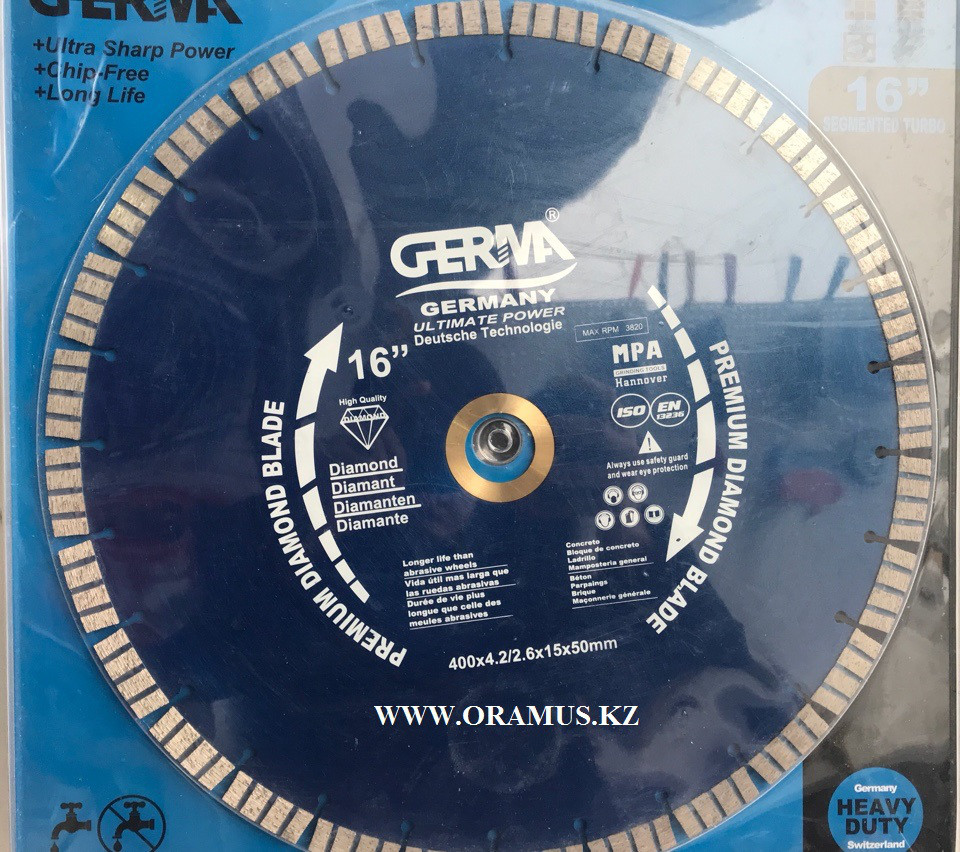 GERMA
+Ultra Sharp Power
+Chip-Free
+Long Life
16”
SEGMENTED TURBO
GERMA®
GERMANY
ULTIMATE POWER
Deutsche Technologie
MAX RPM 3820
16”
High Quality
DIAMOND
Diamond
Diamant
Diamanten
Diamante
MPA
GRINDING TOOLS
Hannover
ISO
EN
13236
Always use safety guard
and wear eye protection
PREMIUM DIAMOND BLADE
PREMIUM DIAMOND BLADE
Longer life than
abrasive wheels
Vida útil mas larga que
las ruedas abrasivas
Durée de vie plus
longue que celle des
meules abrasives
Concreto
Bloque de concreto
Ladrillo
Mamposteria general
Béton
Parpaings
Brique
Maçonnerie générale
400x4.2/2.6x15x50mm
WWW.ORAMUS.KZ
Germany
HEAVY
DUTY
Switzerland